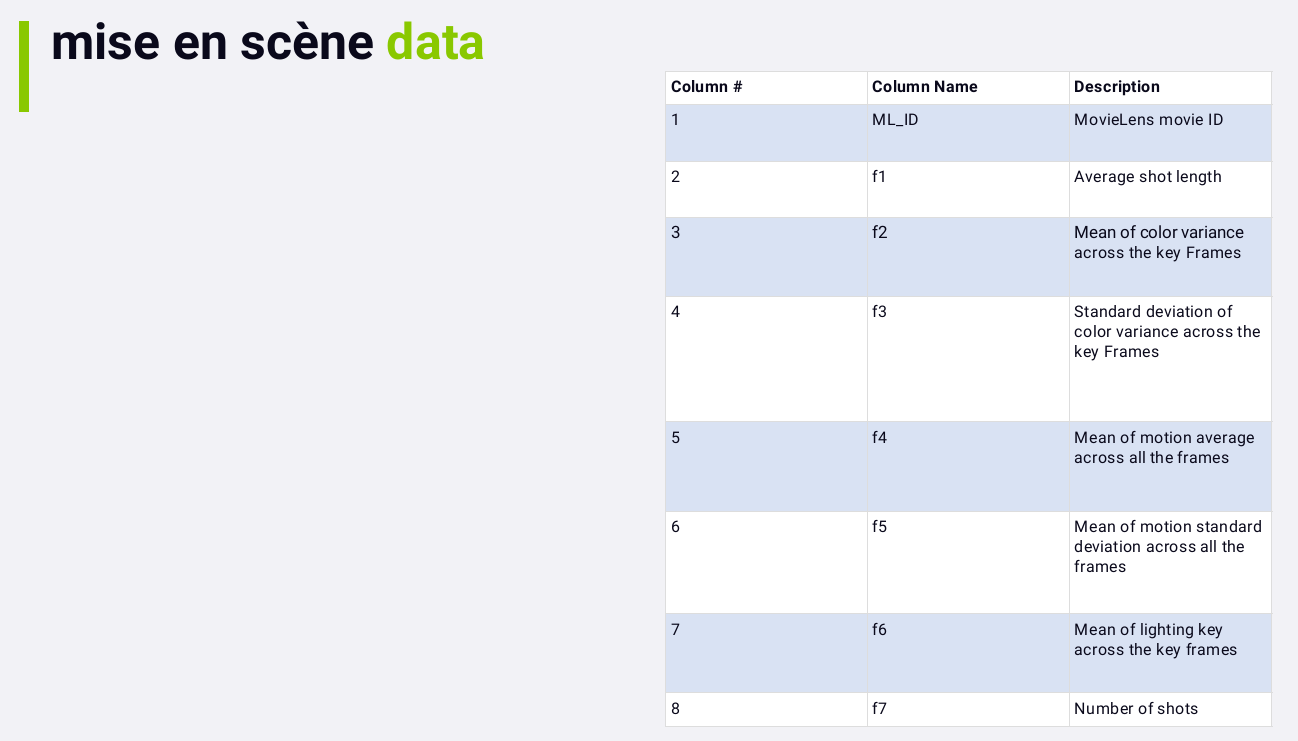 mise en scène data
Column # Column Name Description
1 ML_ID MovieLens movie ID
2 f1 Average shot length
3 f2 Mean of color variance
across the key Frames
4 f3 Standard deviation of
color variance across the
key Frames
5 f4 Mean of motion average
across all the frames
6 f5 Mean of motion standard
deviation across all the
frames
7 f6 Mean of lighting key
across the key frames
8 f7 Number of shots